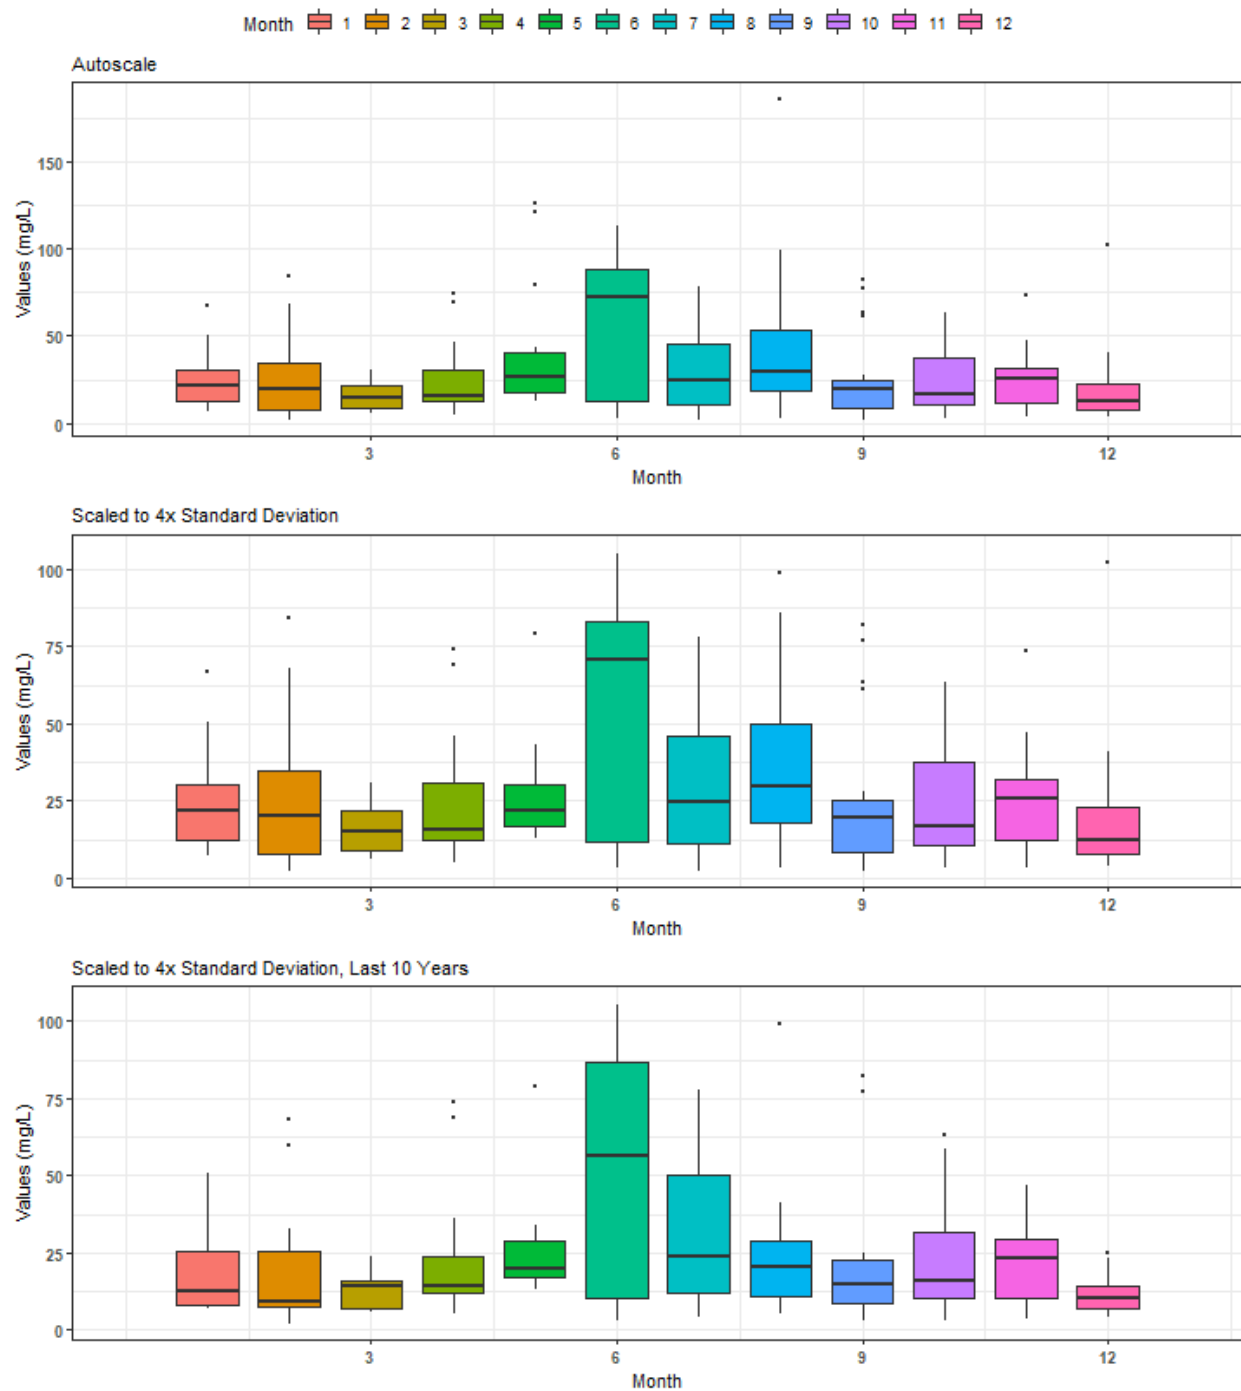 Month 1 2 3 4 5 6 7 8 9 10 11 12
Autoscale
Values (mg/L)
150
100
50
0
3 6 9 12
Month
Scaled to 4x Standard Deviation
Values (mg/L)
100
75
50
25
0
3 6 9 12
Month
Scaled to 4x Standard Deviation, Last 10 Years
Values (mg/L)
100
75
50
25
0
3 6 9 12
Month